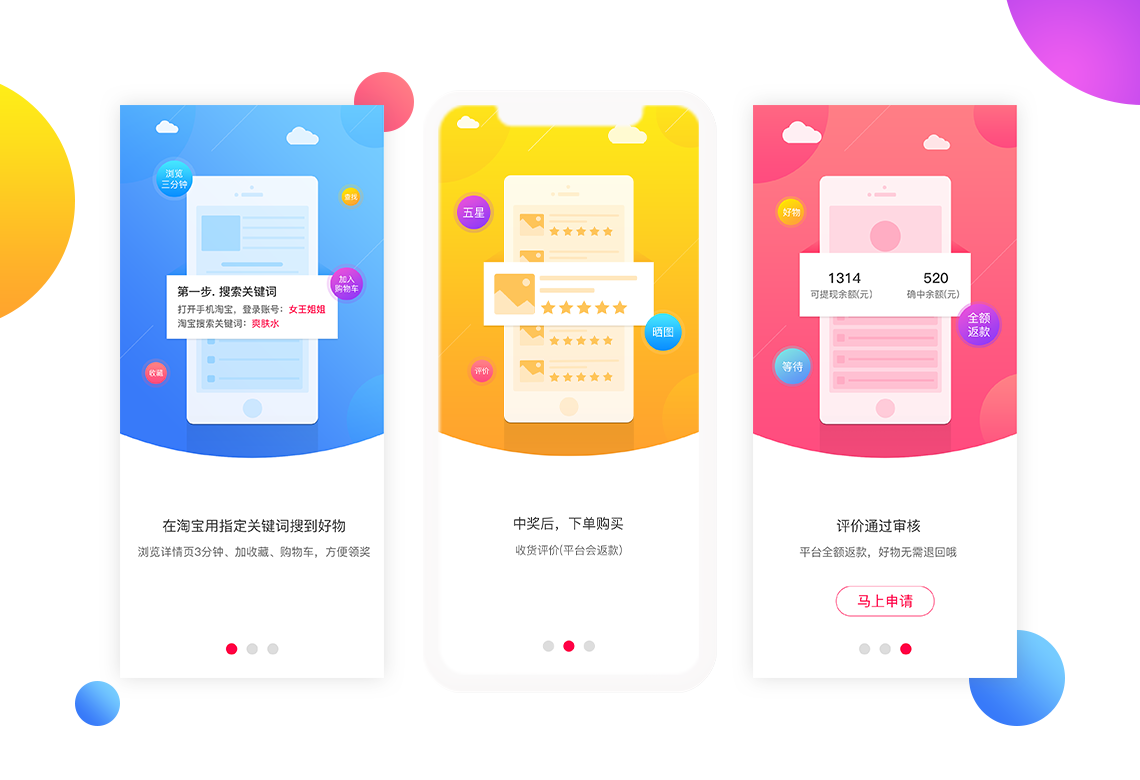 浏览
三分钟
查找
加入
购物车
第一步. 搜索关键词
打开手机淘宝，登录账号：女王姐姐
淘宝搜索关键词：爽肤水
收藏
在淘宝用指定关键词搜到好物
浏览详情页3分钟、加收藏、购物车，方便领奖
五星
晒图
评价
中奖后，下单购买
收货评价(平台会返款)
好物
1314
520
可提现余额(元)
确中余额(元)
全额
返款
等待
评价通过审核
平台全额返款，好物无需退回哦
马上申请